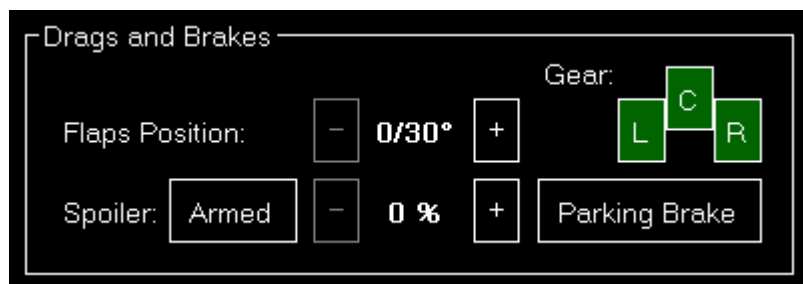 Drags and Brakes
Gear:
C
Flaps Position: − 0/30° + L R
Spoiler: Armed − 0 % + Parking Brake